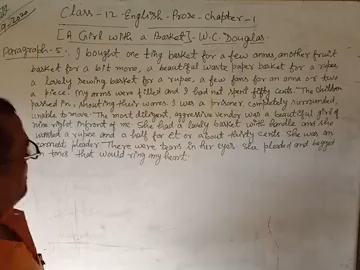 Class-12 English-Prose-chapter-1
[A Girl with a Basket]-W.C. Douglas
Paragraph-5. I bought one tiny basket for a few annas, another fruit
basket for a bit more, a beautiful waste paper basket for a rupee,
a lovely sewing basket for a rupee, a few fans for an anna or two
a piece. My arms were filled and I had not spent fifty cents. The children
pushed in, shouting their wares. I was a prisoner completely surrounded,
unable to move. The most diligent, aggressive vendor was a beautiful girl of
nine right infront of me. She had a lovely basket with handle and she
wanted a rupee and a half for it or about thirty cents. She was an
earnest pleader. There were tears in her eyes. She pleaded and begged
in tones that would ring my heart.
2020